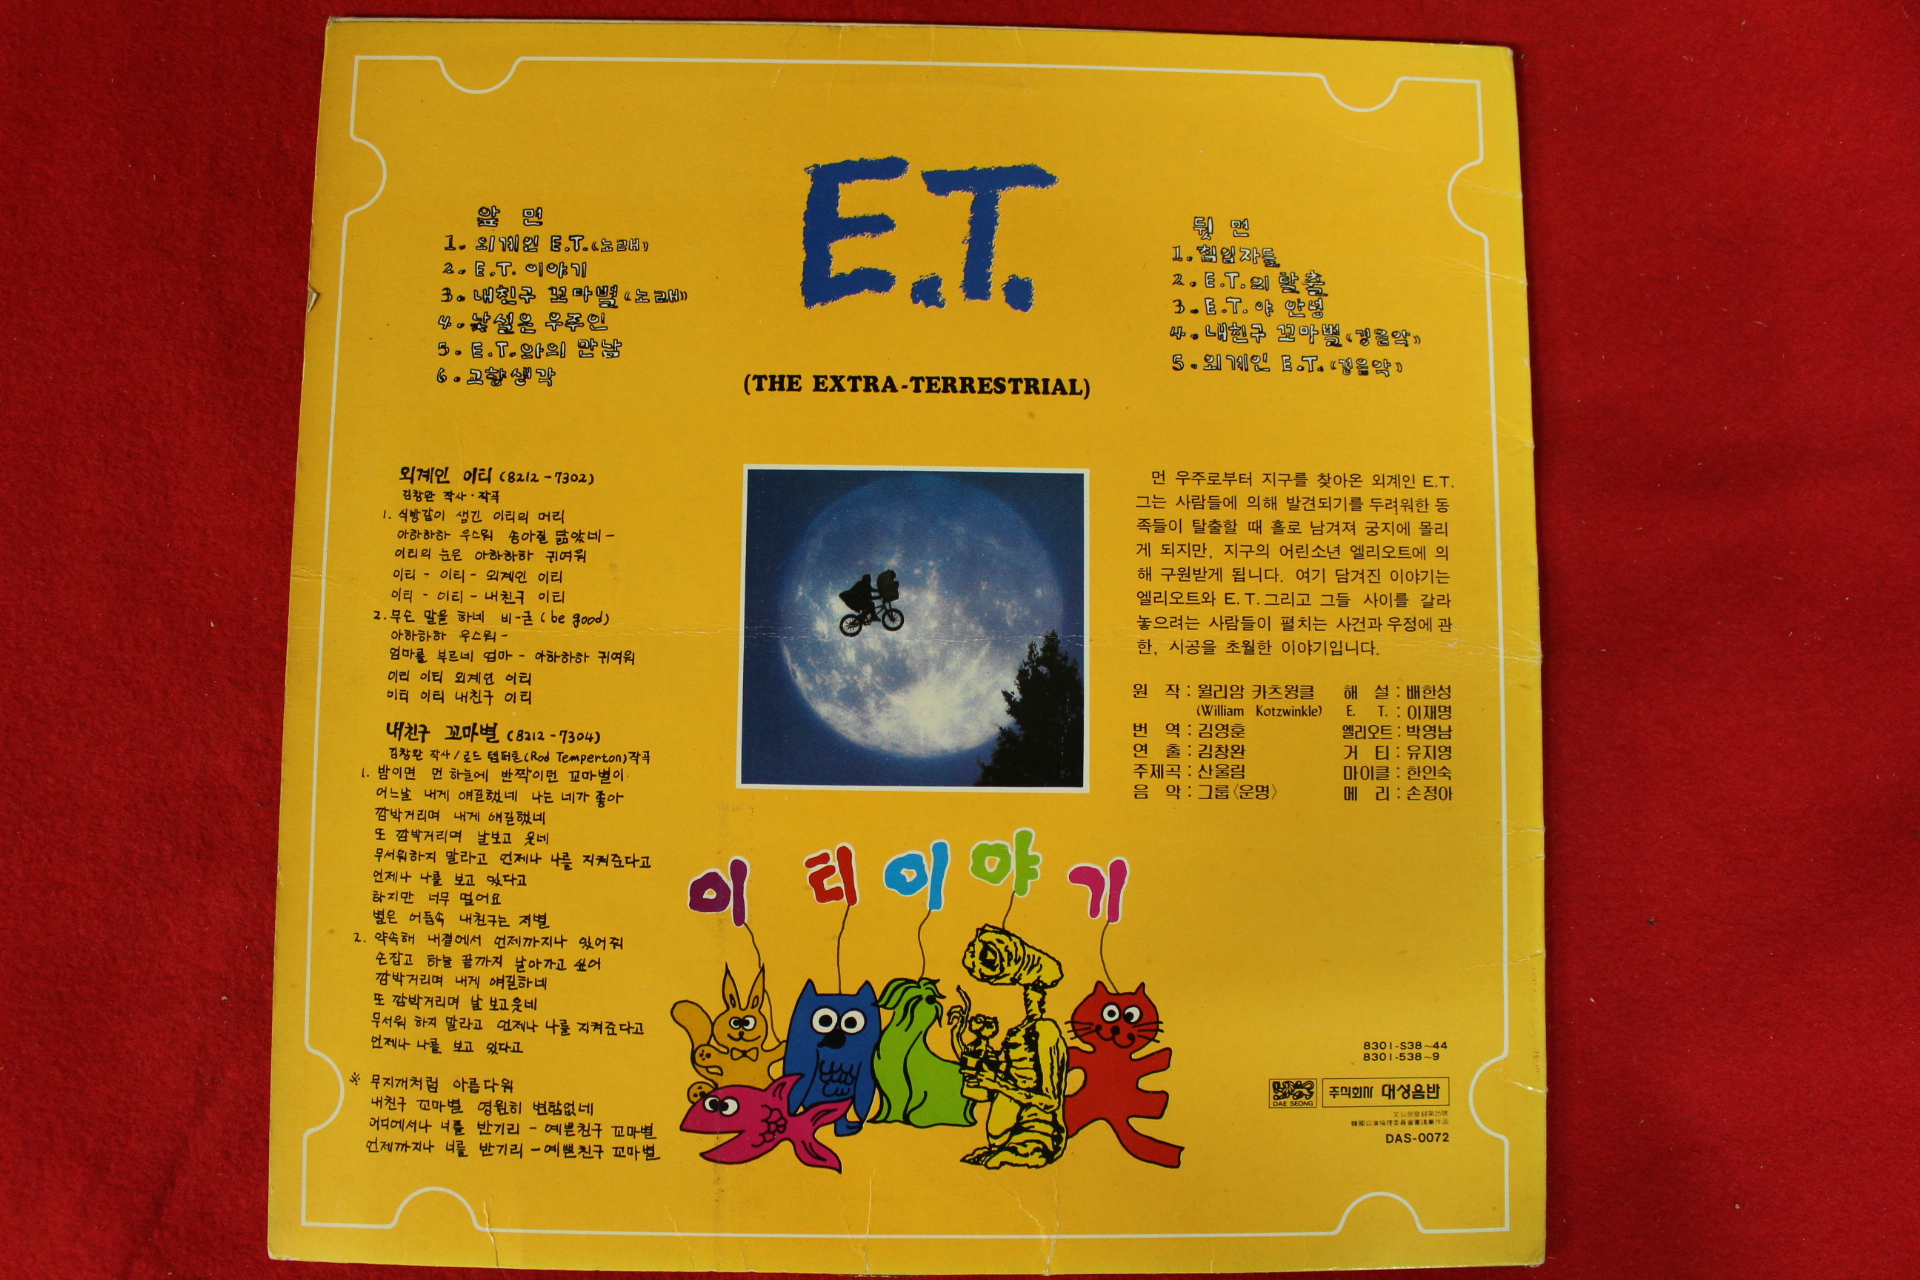 E.T.
(THE EXTRA-TERRESTRIAL)
앞 면
1. 외계인 E.T. (노래)
2. E.T. 이야기
3. 내친구 꼬마별 (노래)
4. 낯설은 우주인
5. E.T.와의 만남
6. 고향생각
뒷 면
1. 침입자들
2. E.T.의 탈출
3. E.T.야 안녕
4. 내친구 꼬마별 (경음악)
5. 외계인 E.T. (경음악)
외계인 이티 (8212-7302)
김창완 작사·작곡
1. 식빵같이 생긴 이티의 머리
아하하하 우스워 송아질 닮았네 -
이티의 눈은 아하하하 귀여워
이티 - 이티 - 외계인 이티
이티 - 이티 - 내친구 이티
2. 무슨 말을 하네 비-굳 (be good)
아하하하 우스워 -
엄마를 부르네 엄마 - 아하하하 귀여워
이티 이티 외계인 이티
이티 이티 내친구 이티
내친구 꼬마별 (8212-7304)
김창완 작사/로드 템퍼튼(Rod Temperton)작곡
1. 밤이면 먼 하늘에 반짝이던 꼬마별이
어느날 내게 얘길했네 나는 네가 좋아
깜박거리며 내게 얘길했네
또 깜박거리며 날보고 웃네
무서워하지 말라고 언제나 나를 지켜준다고
언제나 나를 보고 있다고
하지만 너무 멀어요
별은 어둠속 내친구는 저별
2. 약속해 내곁에서 언제까지나 있어줘
손잡고 하늘 끝까지 날아가고 싶어
깜박거리며 내게 얘길하네
또 깜박거리며 날 보고웃네
무서워 하지 말라고 언제나 나를 지켜준다고
언제나 나를 보고 있다고
※ 무지개처럼 아름다워
내친구 꼬마별 영원히 변함없네
어디에서나 너를 반기리 - 예쁜친구 꼬마별
언제까지나 너를 반기리 - 예쁜친구 꼬마별
먼 우주로부터 지구를 찾아온 외계인 E.T.
그는 사람들에 의해 발견되기를 두려워한 동
족들이 탈출할 때 홀로 남겨져 궁지에 몰리
게 되지만, 지구의 어린소년 엘리오트에 의
해 구원받게 됩니다. 여기 담겨진 이야기는
엘리오트와 E.T.그리고 그들 사이를 갈라
놓으려는 사람들이 펼치는 사건과 우정에 관
한, 시공을 초월한 이야기입니다.
원 작 : 윌리암 카츠윙클 해 설 : 배한성
(William Kotzwinkle) E. T. : 이재명
번 역 : 김영훈 엘리오트 : 박영남
연 출 : 김창완 거 티 : 유지영
주제곡 : 산울림 마이클 : 한인숙
음 악 : 그룹〈운명〉 메 리 : 손정아
이티이야기
8301-S38~44
8301-538~9
DAE SEONG 주식회사 대성음반
DAS-0072